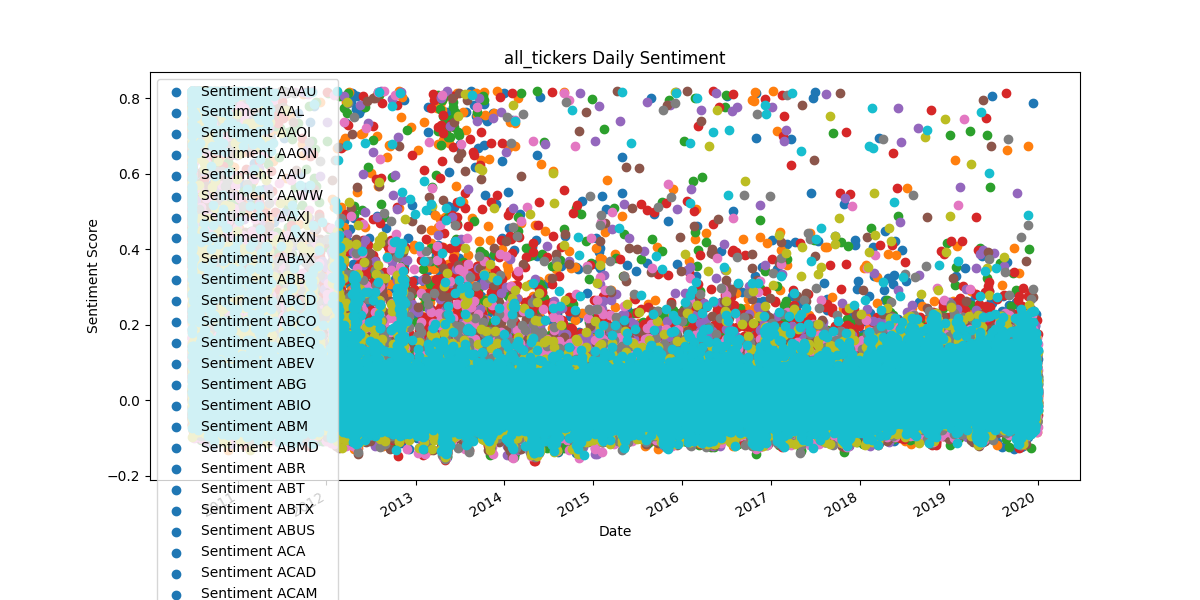 all_tickers Daily Sentiment
Sentiment Score
0.8
0.6
0.4
0.2
0.0
−0.2
Sentiment AAAU
Sentiment AAL
Sentiment AAOI
Sentiment AAON
Sentiment AAU
Sentiment AAWW
Sentiment AAXJ
Sentiment AAXN
Sentiment ABAX
Sentiment ABB
Sentiment ABCD
Sentiment ABCO
Sentiment ABEQ
Sentiment ABEV
Sentiment ABG
Sentiment ABIO
Sentiment ABM
Sentiment ABMD
Sentiment ABR
Sentiment ABT
Sentiment ABTX
Sentiment ABUS
Sentiment ACA
Sentiment ACAD
Sentiment ACAM
2011 2012 2013 2014 2015 2016 2017 2018 2019 2020
Date